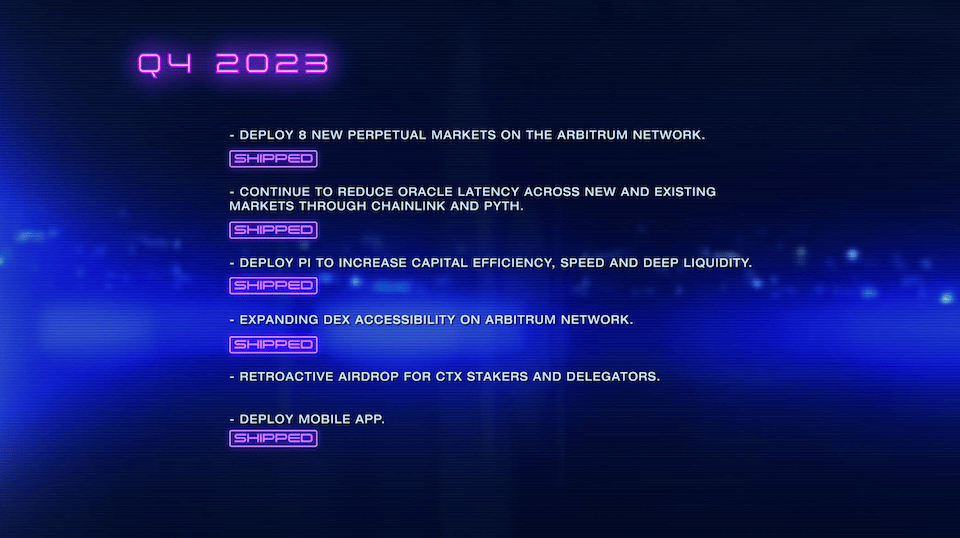 Q4 2023
- DEPLOY 8 NEW PERPETUAL MARKETS ON THE ARBITRUM NETWORK.
SHIPPED
- CONTINUE TO REDUCE ORACLE LATENCY ACROSS NEW AND EXISTING
MARKETS THROUGH CHAINLINK AND PYTH.
SHIPPED
- DEPLOY PI TO INCREASE CAPITAL EFFICIENCY, SPEED AND DEEP LIQUIDITY.
SHIPPED
- EXPANDING DEX ACCESSIBILITY ON ARBITRUM NETWORK.
SHIPPED
- RETROACTIVE AIRDROP FOR CTX STAKERS AND DELEGATORS.
- DEPLOY MOBILE APP.
SHIPPED